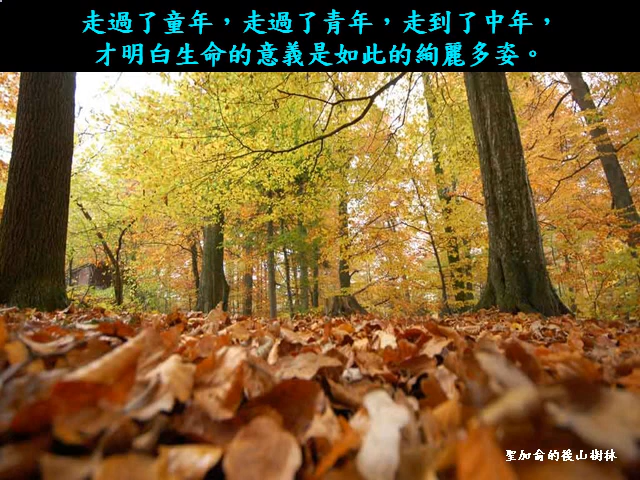 走過了童年，走過了青年，走到了中年，
才明白生命的意義是如此的絢麗多姿。
聖加侖的後山樹林